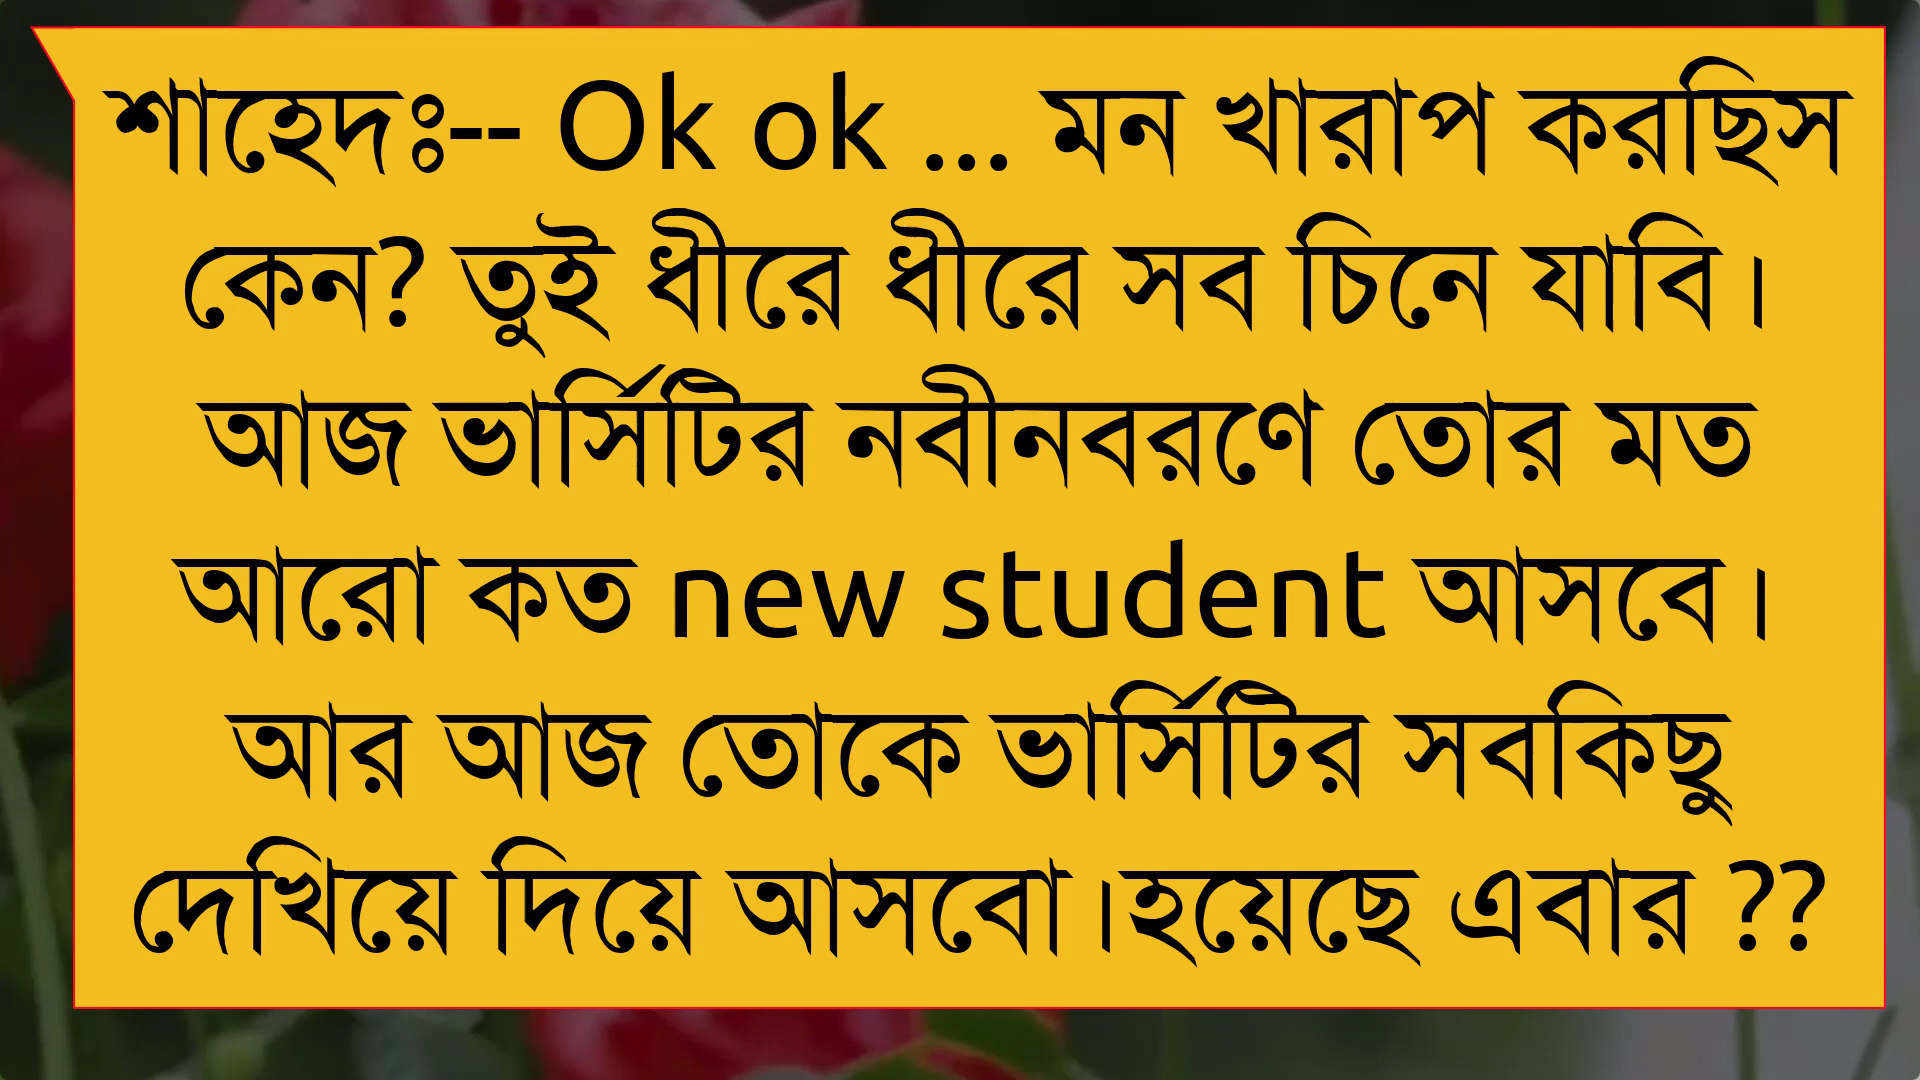 শাহেদঃ-- Ok ok ... মন খারাপ করছিস
কেন? তুই ধীরে ধীরে সব চিনে যাবি।
আজ ভার্সিটির নবীনবরণে তোর মত
আরো কত new student আসবে।
আর আজ তোকে ভার্সিটির সবকিছু
দেখিয়ে দিয়ে আসবো।হয়েছে এবার ??